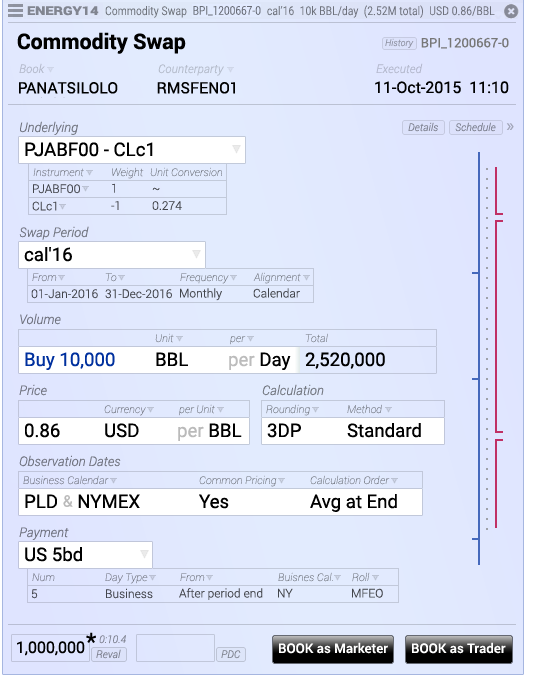 ENERGY14 Commodity Swap BPI_1200667-0 cal'16 10k BBL/day (2.52M total) USD 0.86/BBL
Commodity Swap History BPI_1200667-0
Book Counterparty Executed
PANATSILOLO RMSFENO1 11-Oct-2015 11:10
Underlying Details Schedule »
PJABF00 - CLc1
Instrument Weight Unit Conversion
PJABF00 1 ~
CLc1 -1 0.274
Swap Period
cal'16
From To Frequency Alignment
01-Jan-2016 31-Dec-2016 Monthly Calendar
Volume
Unit per Total
Buy 10,000 BBL per Day 2,520,000
Price Calculation
Currency per Unit Rounding Method
0.86 USD per BBL 3DP Standard
Observation Dates
Business Calendar Common Pricing Calculation Order
PLD & NYMEX Yes Avg at End
Payment
US 5bd
Num Day Type From Buisnes Cal. Roll
5 Business After period end NY MFEO
1,000,000* 0:10.4 Reval PDC BOOK as Marketer BOOK as Trader